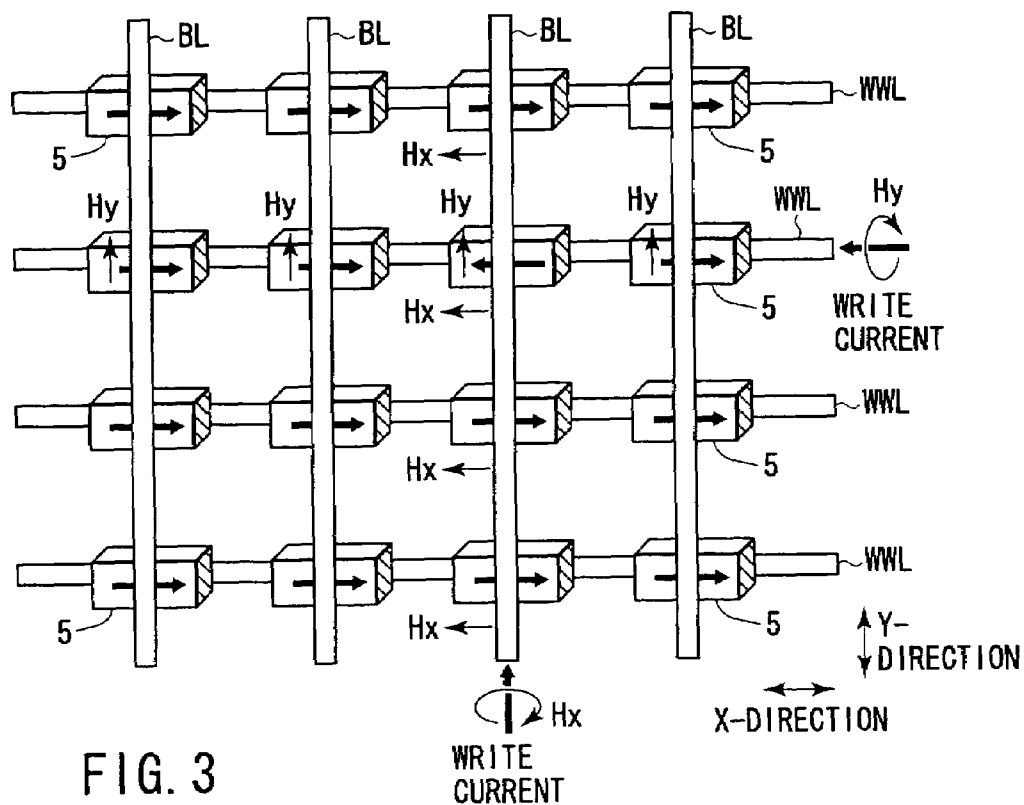 BL BL BL BL
WWL
5 Hx 5
Hy Hy Hy Hy WWL Hy
Hx 5
WRITE
CURRENT
WWL
Hx 5
WWL
5 Hx 5
Y-
DIRECTION
X-DIRECTION
Hx
WRITE
CURRENT
FIG. 3